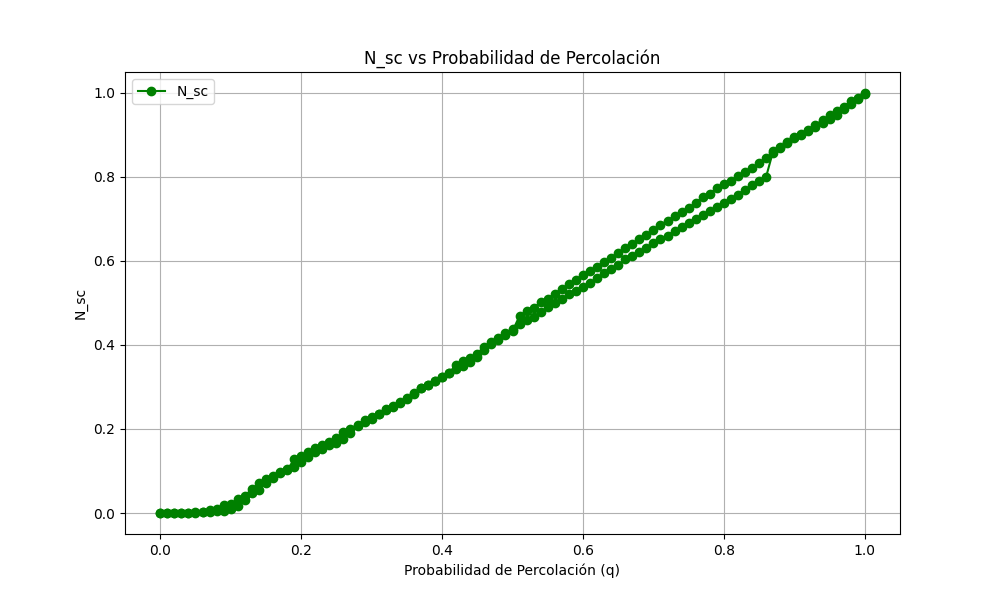 N_sc vs Probabilidad de Percolación
N_sc
1.0
0.8
0.6
0.4
0.2
0.0
N_sc
0.0 0.2 0.4 0.6 0.8 1.0
Probabilidad de Percolación (q)